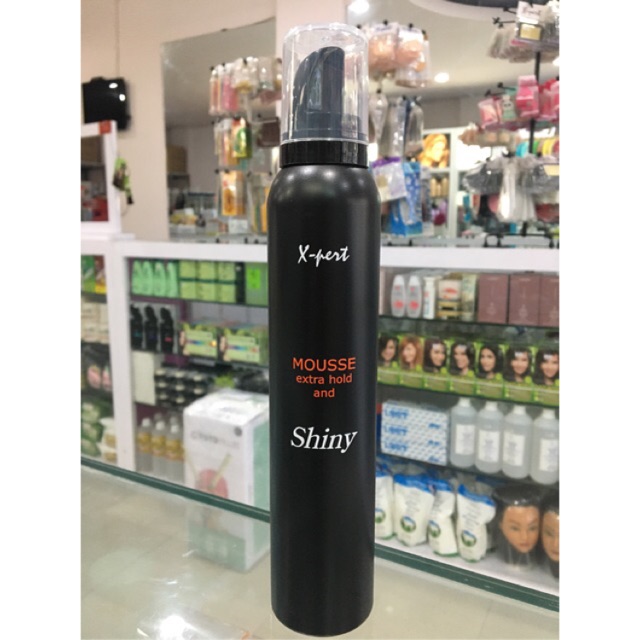 X-pert
MOUSSE
extra hold
and
Shiny